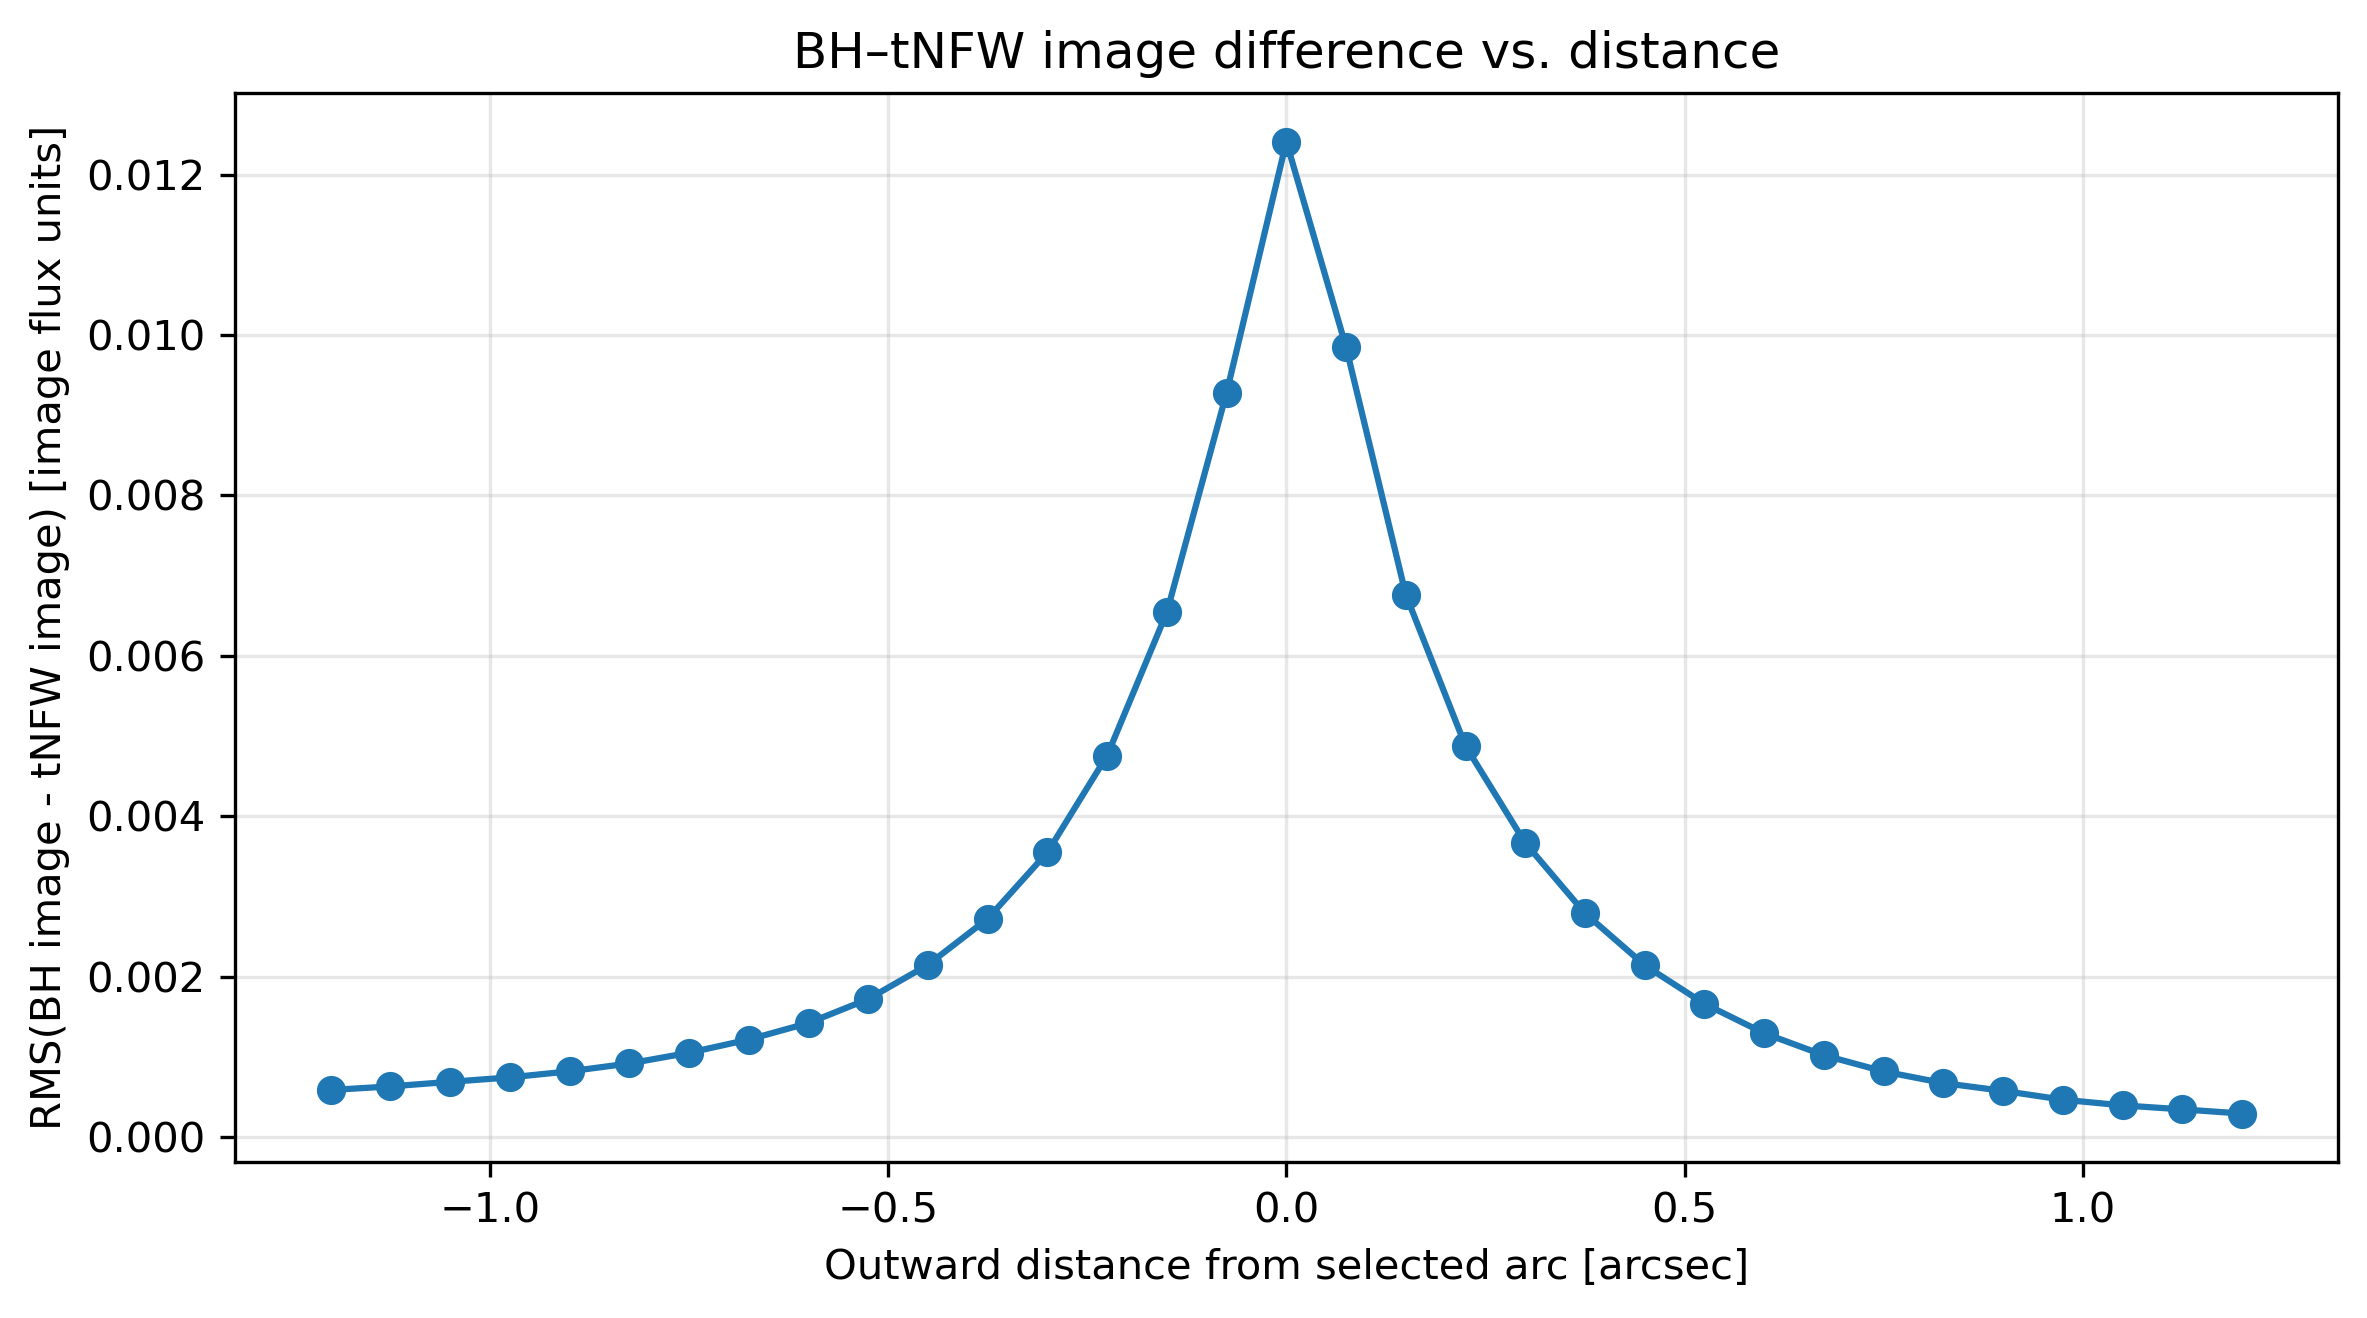 BH–tNFW image difference vs. distance
RMS(BH image - tNFW image) [image flux units]
0.012
0.010
0.008
0.006
0.004
0.002
0.000
−1.0 −0.5 0.0 0.5 1.0
Outward distance from selected arc [arcsec]